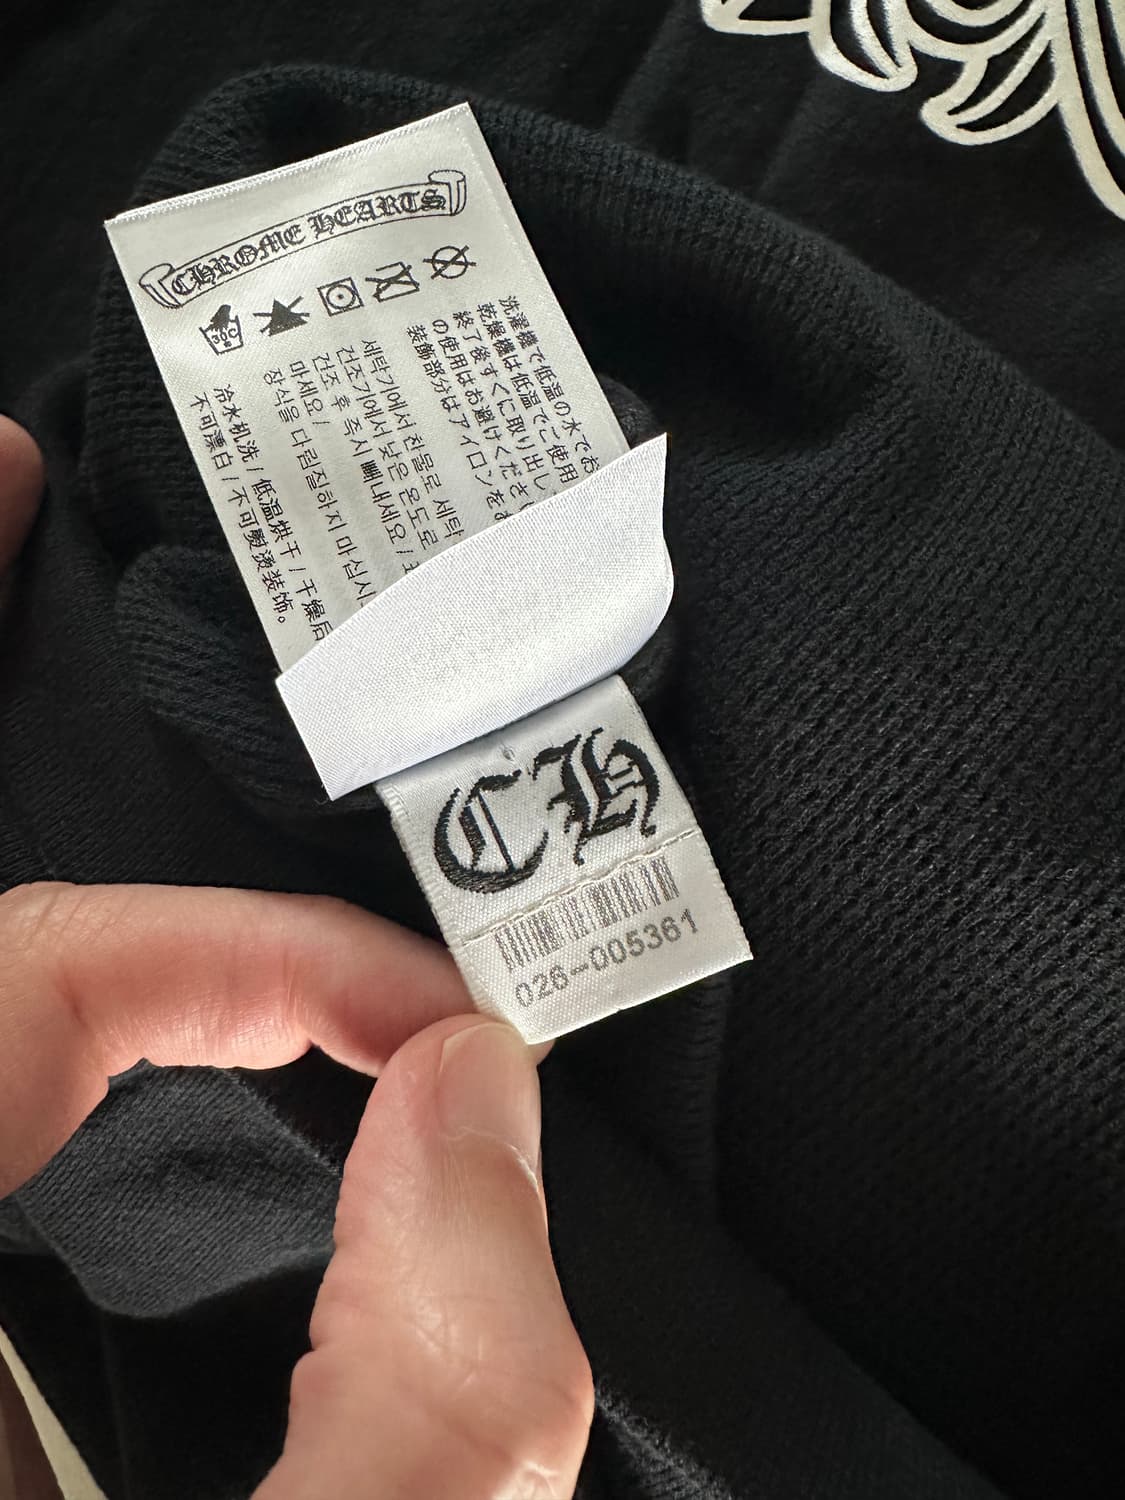 CHROME HEARTS
30C
洗濯機で低温の水でお
乾燥機は低温でご使用
終了後すぐに取り出し
の使用はお避けくださ
装飾部分はアイロンを
세탁기에서 찬물로 세탁
건조기에서 낮은 온도로
건조 후 즉시 빼내세요 /
마세요 /
장식을 다림질하지 마십시
冷水机洗 / 低温烘干 / 干燥后
不可漂白 / 不可熨烫装饰。
CH
026-005361